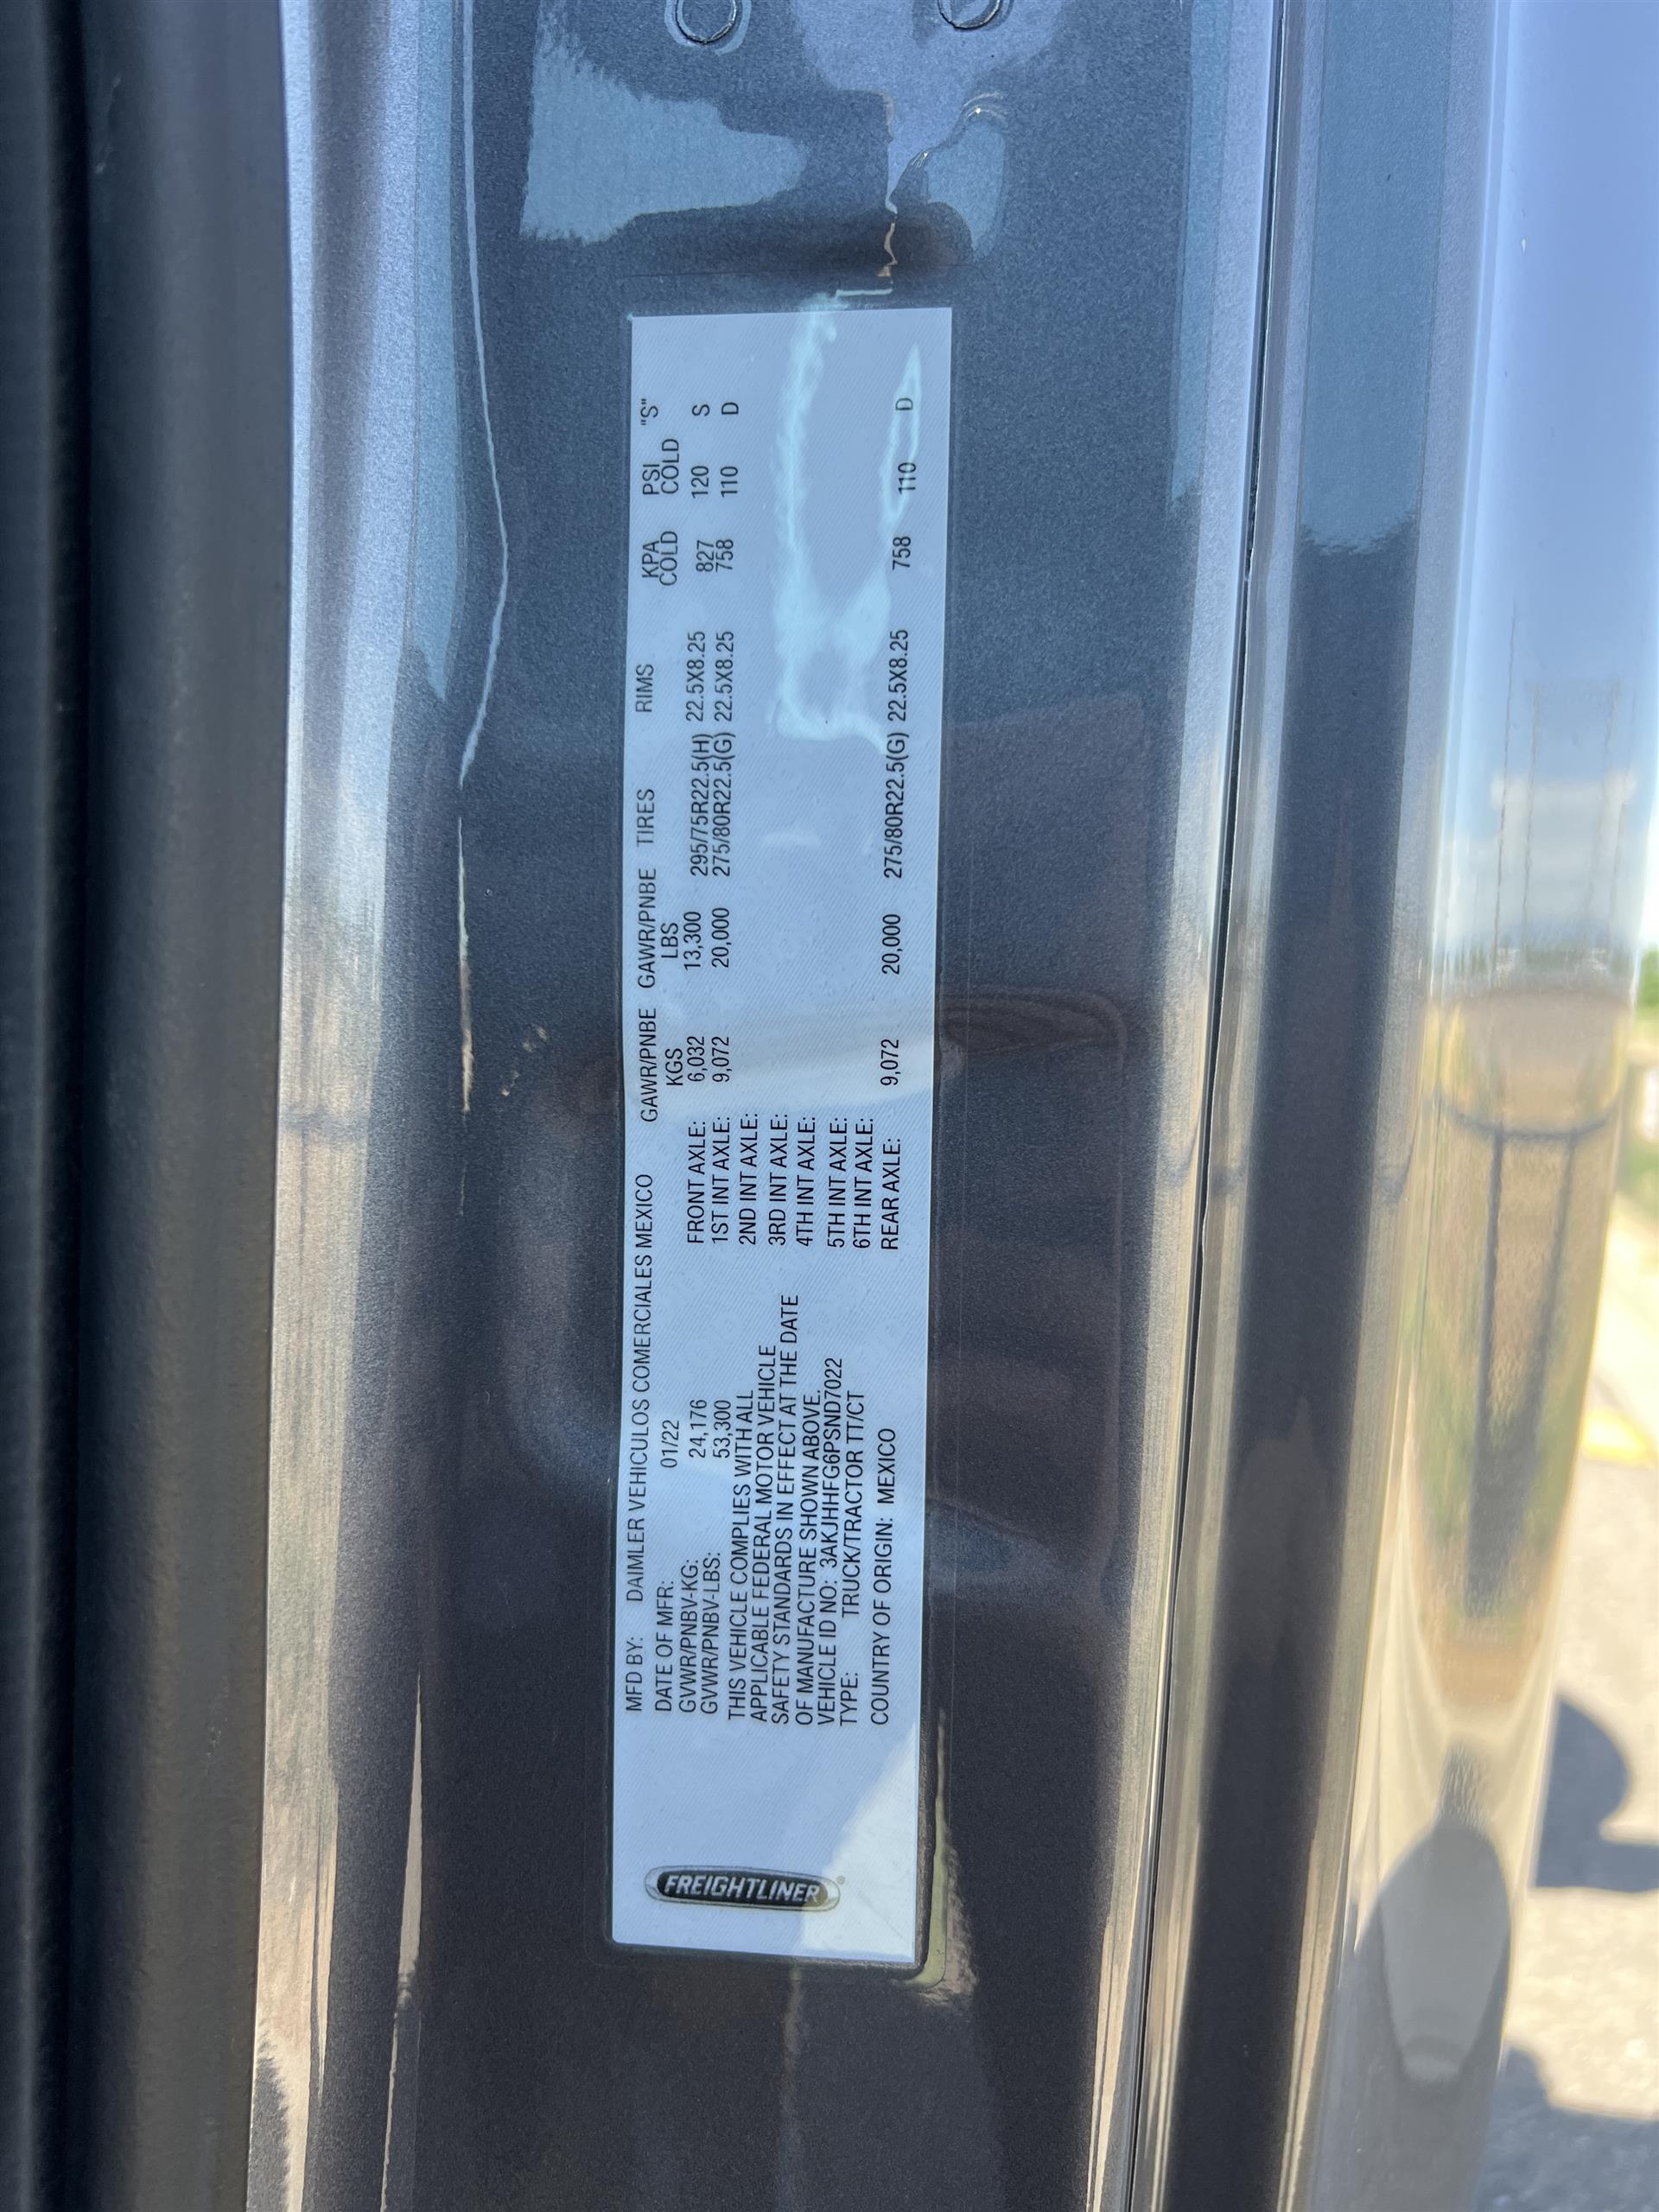 FREIGHTLINER
MFD BY: DAIMLER VEHICULOS COMERCIALES MEXICO
DATE OF MFR: 01/22
GVWR/PNBV-KG: 24,176
GVWR/PNBV-LBS: 53,300
THIS VEHICLE COMPLIES WITH ALL
APPLICABLE FEDERAL MOTOR VEHICLE
SAFETY STANDARDS IN EFFECT AT THE DATE
OF MANUFACTURE SHOWN ABOVE.
VEHICLE ID NO: 3AKJHHFG6PSND7022
TYPE: TRUCK/TRACTOR TT/CT
COUNTRY OF ORIGIN: MEXICO
GAWR/PNBE GAWR/PNBE TIRES RIMS KPA PSI "S"
KGS LBS COLD COLD
FRONT AXLE: 6,032 13,300 295/75R22.5(H) 22.5X8.25 827 120 S
1ST INT AXLE: 9,072 20,000 275/80R22.5(G) 22.5X8.25 758 110 D
2ND INT AXLE:
3RD INT AXLE:
4TH INT AXLE:
5TH INT AXLE:
6TH INT AXLE:
REAR AXLE: 9,072 20,000 275/80R22.5(G) 22.5X8.25 758 110 D